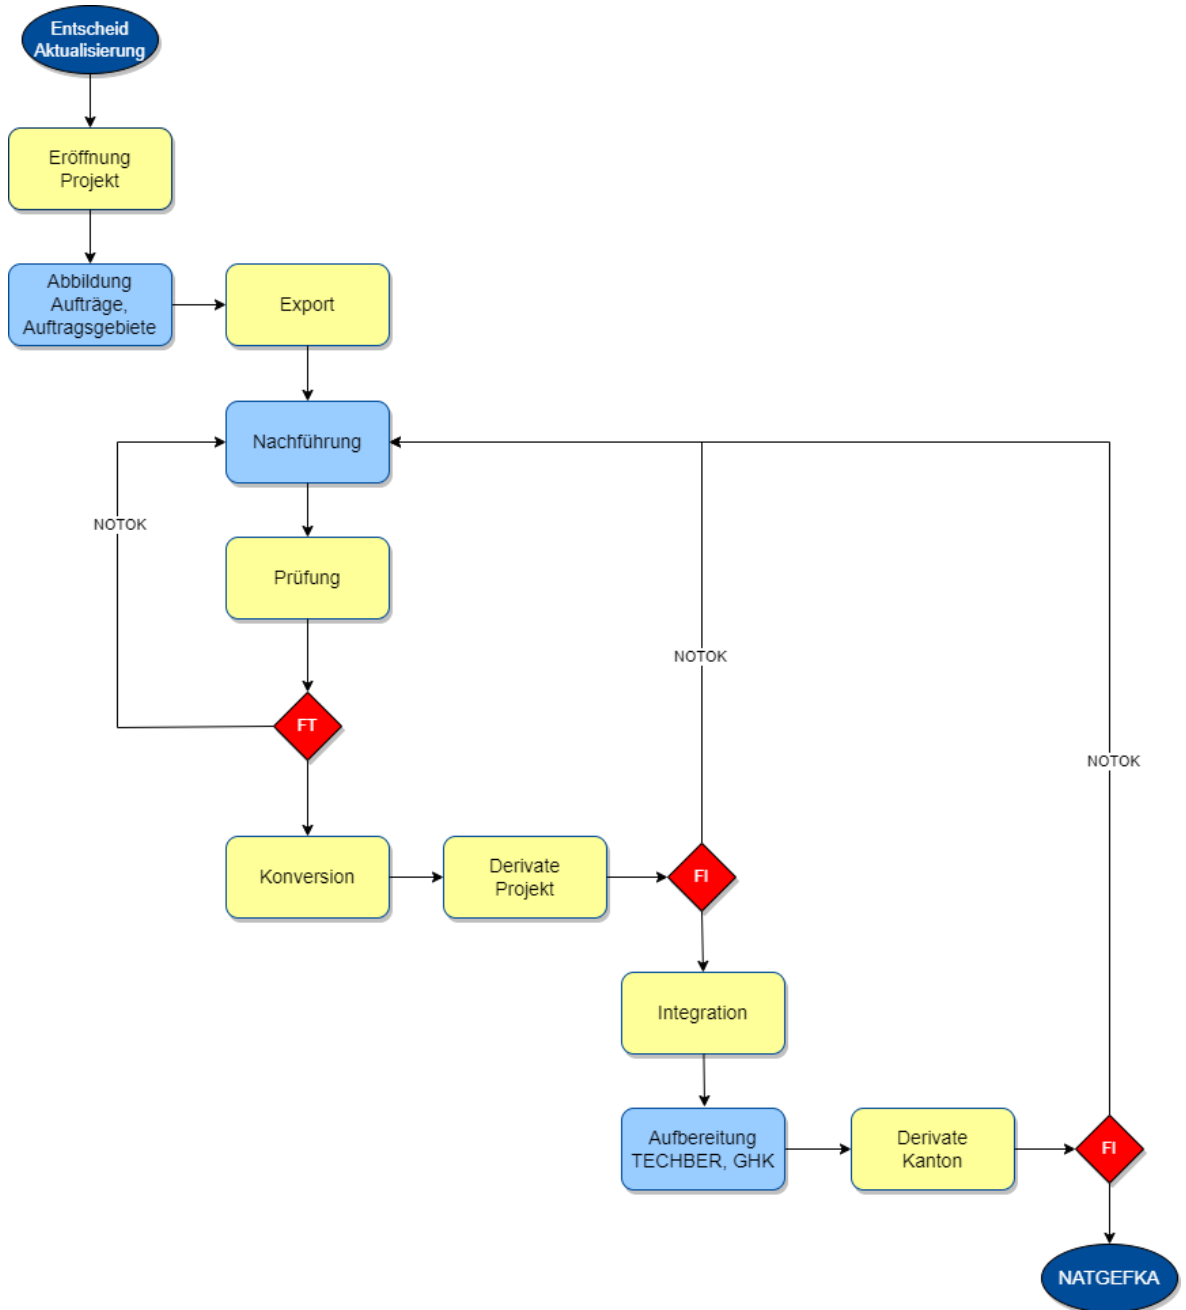 Entscheid
Aktualisierung
Eröffnung
Projekt
Abbildung
Aufträge,
Auftragsgebiete
Export
Nachführung
NOTOK
Prüfung
NOTOK
FT
NOTOK
Konversion
Derivate
Projekt
FI
Integration
Aufbereitung
TECHBER, GHK
Derivate
Kanton
FI
NATGEFKA